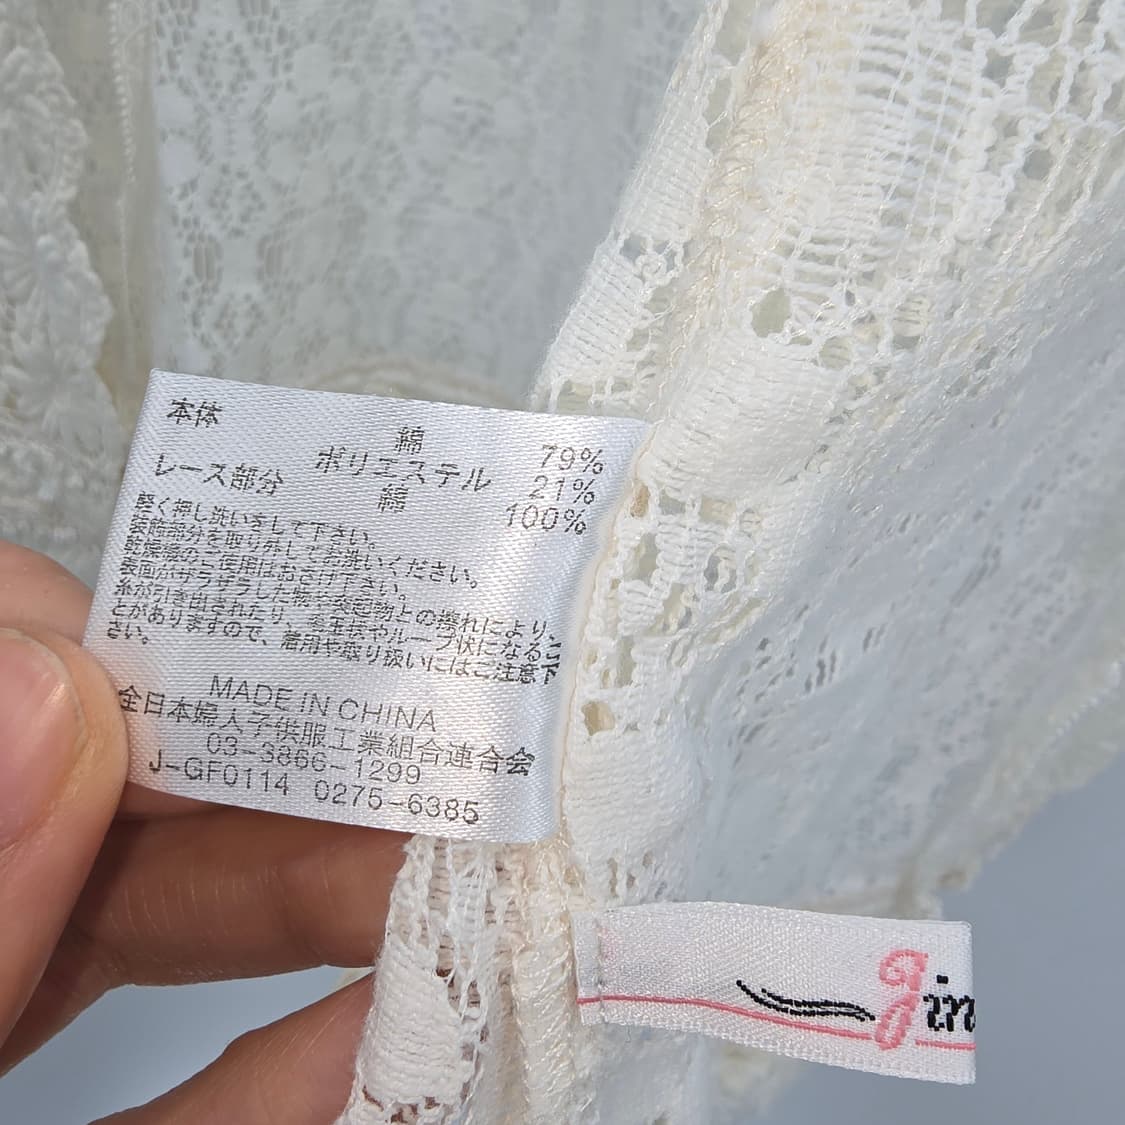 本体
綿 79%
ポリエステル 21%
レース部分 綿 100%
軽く押し洗いをして下さい。
装飾部分を取り外してお洗いください。
乾燥機のご使用はおさけ下さい。
表面がザラザラした物や突起物との擦れにより、
糸が引き出されたり、毛玉状やループ状になるこ
とがありますので、着用や取り扱いにはご注意下
さい。
MADE IN CHINA
全日本婦人子供服工業組合連合会
03-3866-1299
J-GF0114 0275-6385
Jin